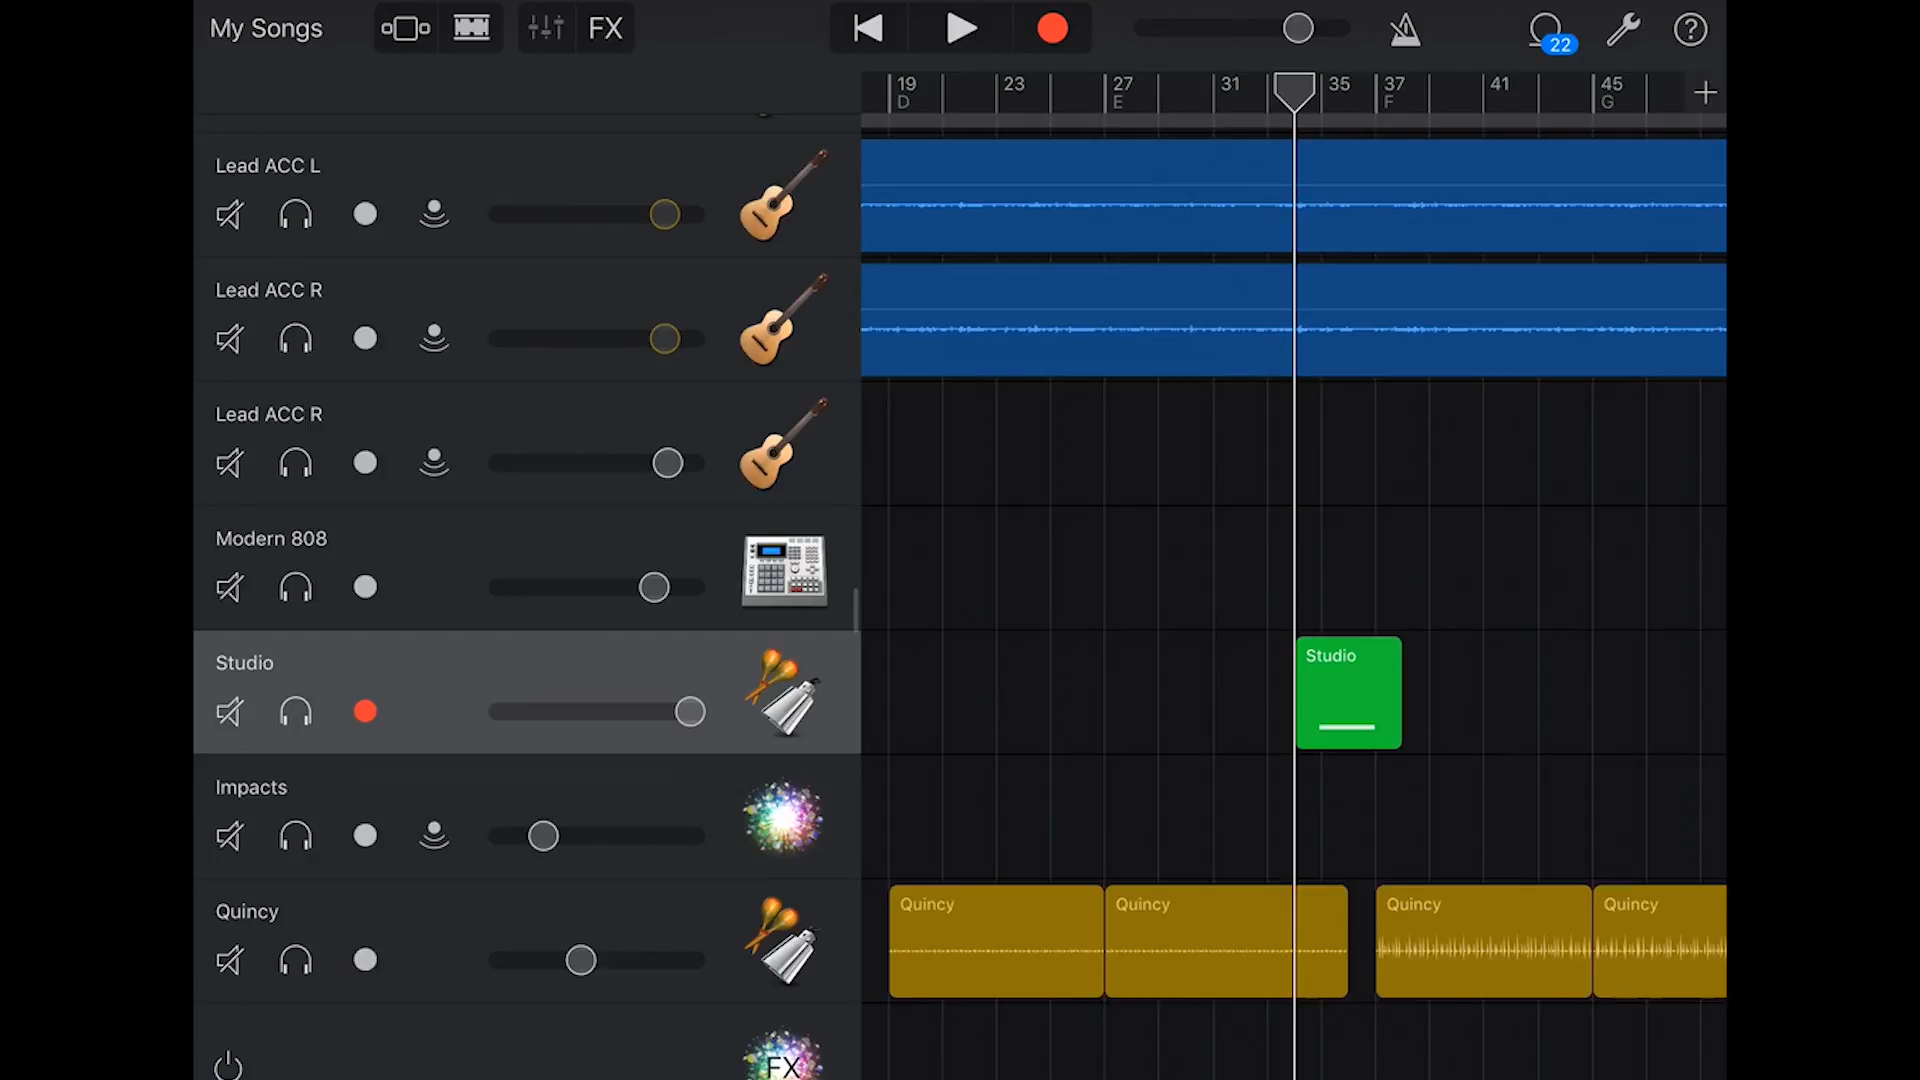 My Songs
FX
22
19
23
27
31
35
37
41
45
D
E
F
G
Lead ACC L
Lead ACC R
Lead ACC R
Modern 808
Studio
Studio
Impacts
Quincy
Quincy
Quincy
Quincy
Quincy
FX